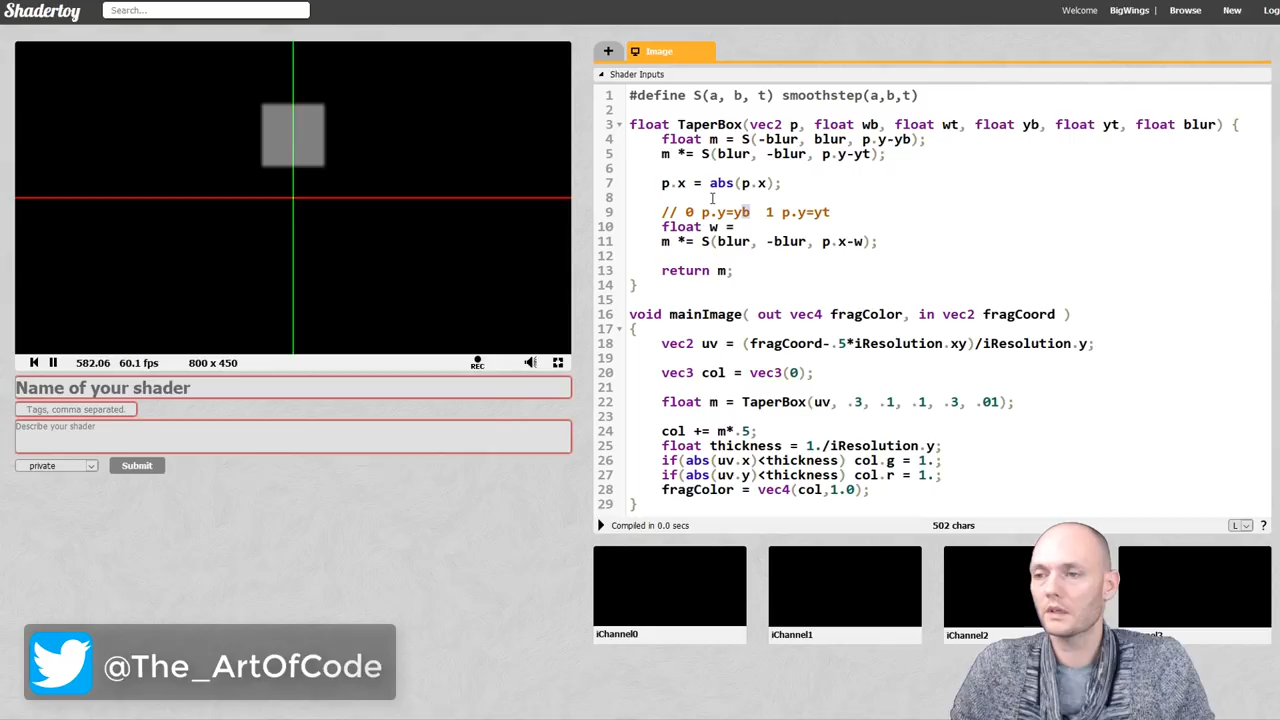 Shadertoy
Search...
Welcome BigWings | Browse New Log
+ Image
Shader Inputs
1 #define S(a, b, t) smoothstep(a,b,t)
2
3 float TaperBox(vec2 p, float wb, float wt, float yb, float yt, float blur) {
4 float m = S(-blur, blur, p.y-yb);
5 m *= S(blur, -blur, p.y-yt);
6
7 p.x = abs(p.x);
8
9 // 0 p.y=yb 1 p.y=yt
10 float w =
11 m *= S(blur, -blur, p.x-w);
12
13 return m;
14 }
15
16 void mainImage( out vec4 fragColor, in vec2 fragCoord )
17 {
18 vec2 uv = (fragCoord-.5*iResolution.xy)/iResolution.y;
19
20 vec3 col = vec3(0);
21
22 float m = TaperBox(uv, .3, .1, .1, .3, .01);
23
24 col += m*.5;
25 float thickness = 1./iResolution.y;
26 if(abs(uv.x)<thickness) col.g = 1.;
27 if(abs(uv.y)<thickness) col.r = 1.;
28 fragColor = vec4(col,1.0);
29 }
582.06 60.1 fps 800 x 450 REC
Name of your shader
Tags, comma separated.
Describe your shader
private Submit
Compiled in 0.0 secs 502 chars L ?
iChannel0 iChannel1 iChannel2
@The_ArtOfCode